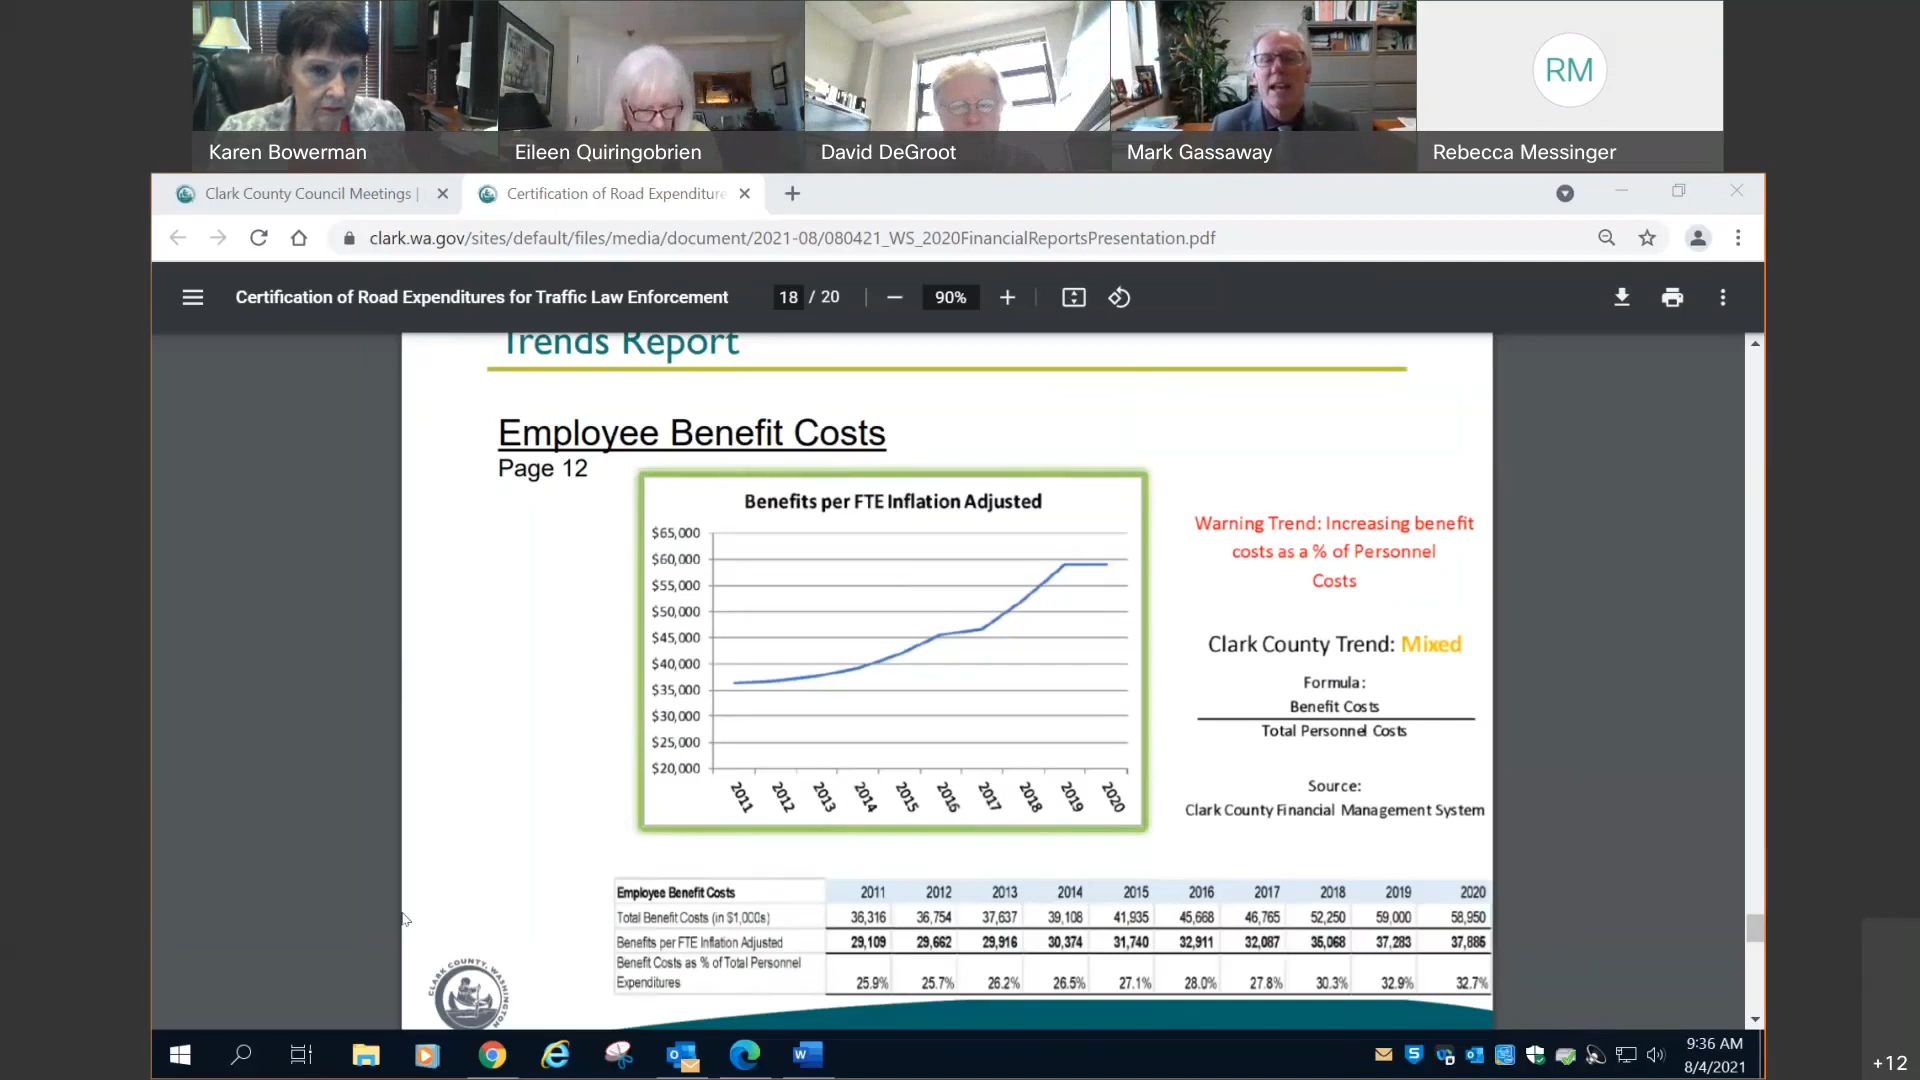 Karen Bowerman
Eileen Quiringobrien
David DeGroot
Mark Gassaway
RM
Rebecca Messinger
Clark County Council Meetings |
Certification of Road Expenditure
clark.wa.gov/sites/default/files/media/document/2021-08/080421_WS_2020FinancialReportsPresentation.pdf
Certification of Road Expenditures for Traffic Law Enforcement 18 / 20 90%
Trends Report
Employee Benefit Costs
Page 12
Benefits per FTE Inflation Adjusted
$65,000
$60,000
$55,000
$50,000
$45,000
$40,000
$35,000
$30,000
$25,000
$20,000
2011 2012 2013 2014 2015 2016 2017 2018 2019 2020
Warning Trend: Increasing benefit
costs as a % of Personnel
Costs
Clark County Trend: Mixed
Formula:
Benefit Costs
Total Personnel Costs
Source:
Clark County Financial Management System
Employee Benefit Costs 2011 2012 2013 2014 2015 2016 2017 2018 2019 2020
Total Benefit Costs (in $1,000s) 36,316 36,754 37,637 39,108 41,935 45,668 46,765 52,250 59,000 58,950
Benefits per FTE Inflation Adjusted 29,109 29,662 29,916 30,374 31,740 32,911 32,087 35,068 37,283 37,886
Benefit Costs as % of Total Personnel
Expenditures 25.9% 25.7% 26.2% 26.5% 27.1% 28.0% 27.8% 30.3% 32.9% 32.7%
CLARK COUNTY, WASHINGTON
9:36 AM
8/4/2021
+12